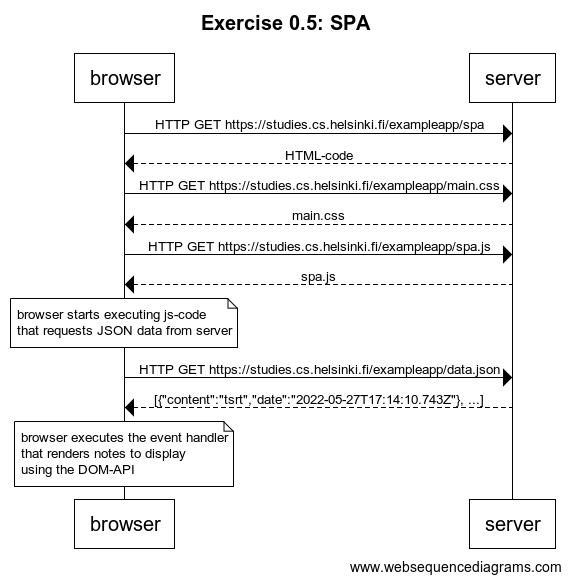 Exercise 0.5: SPA
browser
server
HTTP GET https://studies.cs.helsinki.fi/exampleapp/spa
HTML-code
HTTP GET https://studies.cs.helsinki.fi/exampleapp/main.css
main.css
HTTP GET https://studies.cs.helsinki.fi/exampleapp/spa.js
spa.js
browser starts executing js-code
that requests JSON data from server
HTTP GET https://studies.cs.helsinki.fi/exampleapp/data.json
[{"content":"tsrt","date":"2022-05-27T17:14:10.743Z"}, ...]
browser executes the event handler
that renders notes to display
using the DOM-API
browser
server
www.websequencediagrams.com